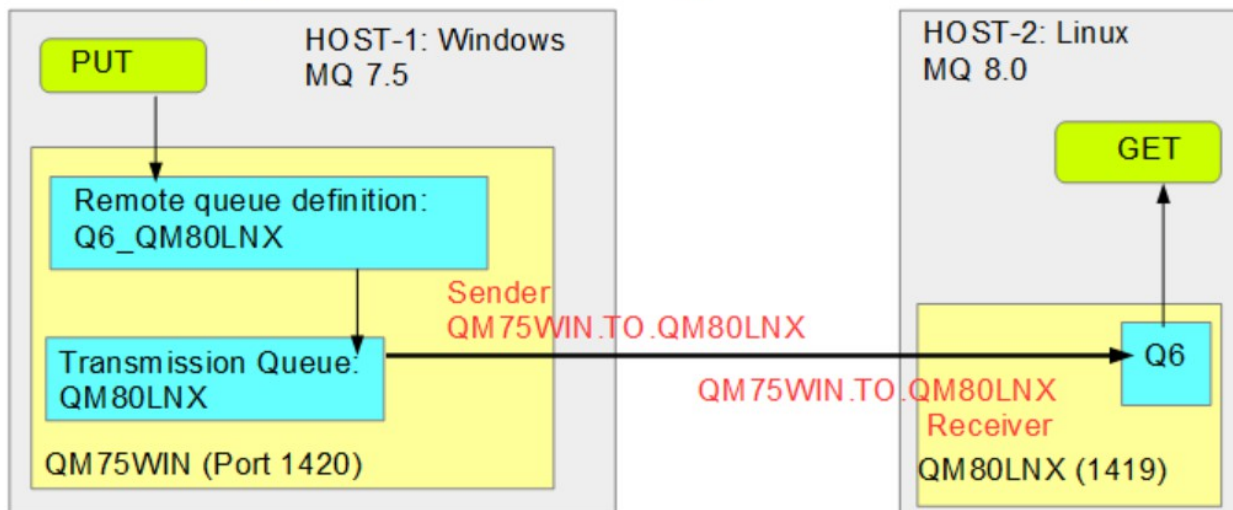 PUT
HOST-1: Windows
MQ 7.5
Remote queue definition:
Q6_QM80LNX
Transmission Queue:
QM80LNX
QM75WIN (Port 1420)
Sender
QM75WIN.TO.QM80LNX
QM75WIN.TO.QM80LNX
Receiver
HOST-2: Linux
MQ 8.0
GET
Q6
QM80LNX (1419)